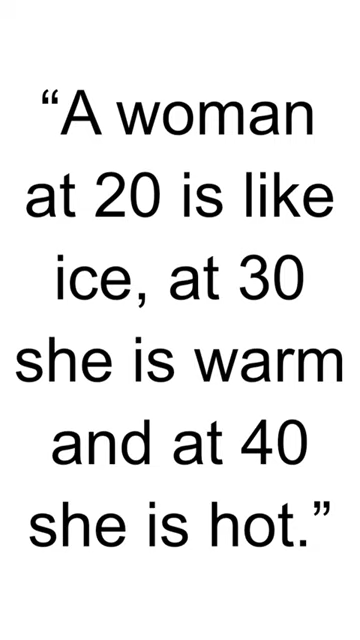 “A woman
at 20 is like
ice, at 30
she is warm
and at 40
she is hot.”